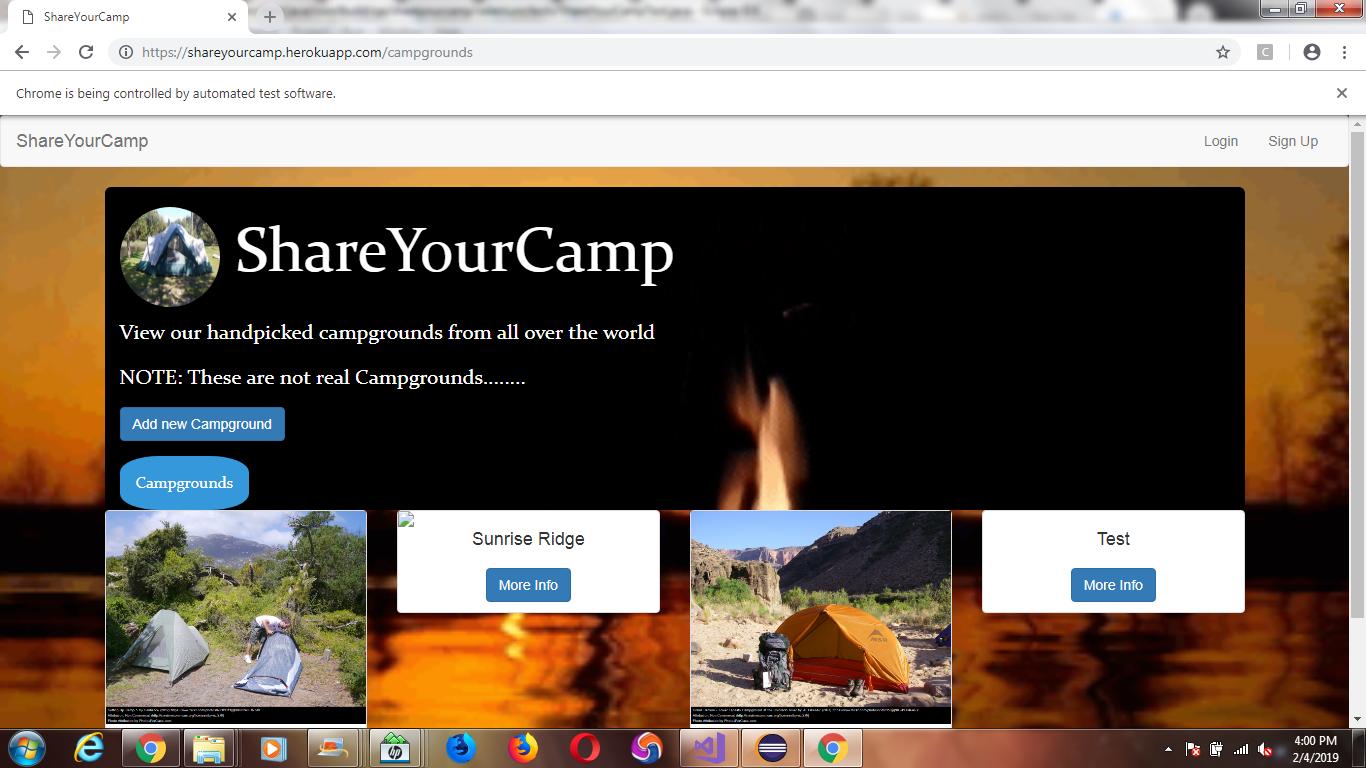 ShareYourCamp
https://shareyourcamp.herokuapp.com/campgrounds
C
Chrome is being controlled by automated test software.
ShareYourCamp
Login
Sign Up
ShareYourCamp
View our handpicked campgrounds from all over the world
NOTE: These are not real Campgrounds........
Add new Campground
Campgrounds
Sunrise Ridge
More Info
Test
More Info
MSR
hp
4:00 PM
2/4/2019